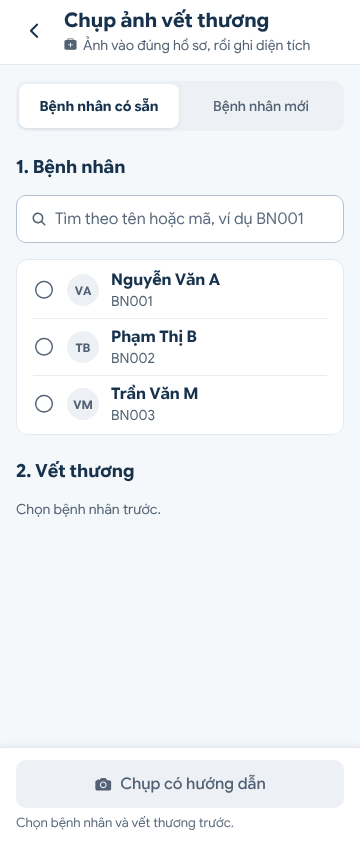 Chụp ảnh vết thương
Ảnh vào đúng hồ sơ, rồi ghi diện tích
Bệnh nhân có sẵn
Bệnh nhân mới
1. Bệnh nhân
Tìm theo tên hoặc mã, ví dụ BN001
VA
Nguyễn Văn A
BN001
TB
Phạm Thị B
BN002
VM
Trần Văn M
BN003
2. Vết thương
Chọn bệnh nhân trước.
Chụp có hướng dẫn
Chọn bệnh nhân và vết thương trước.